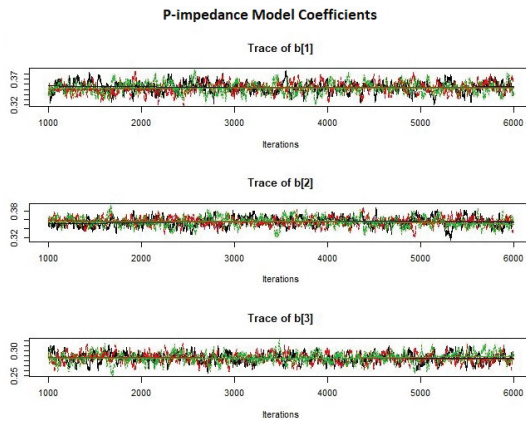 P-impedance Model Coefficients
Trace of b[1]
0.37
0.32
1000 2000 3000 4000 5000 6000
Iterations
Trace of b[2]
0.38
0.32
1000 2000 3000 4000 5000 6000
Iterations
Trace of b[3]
0.30
0.25
1000 2000 3000 4000 5000 6000
Iterations